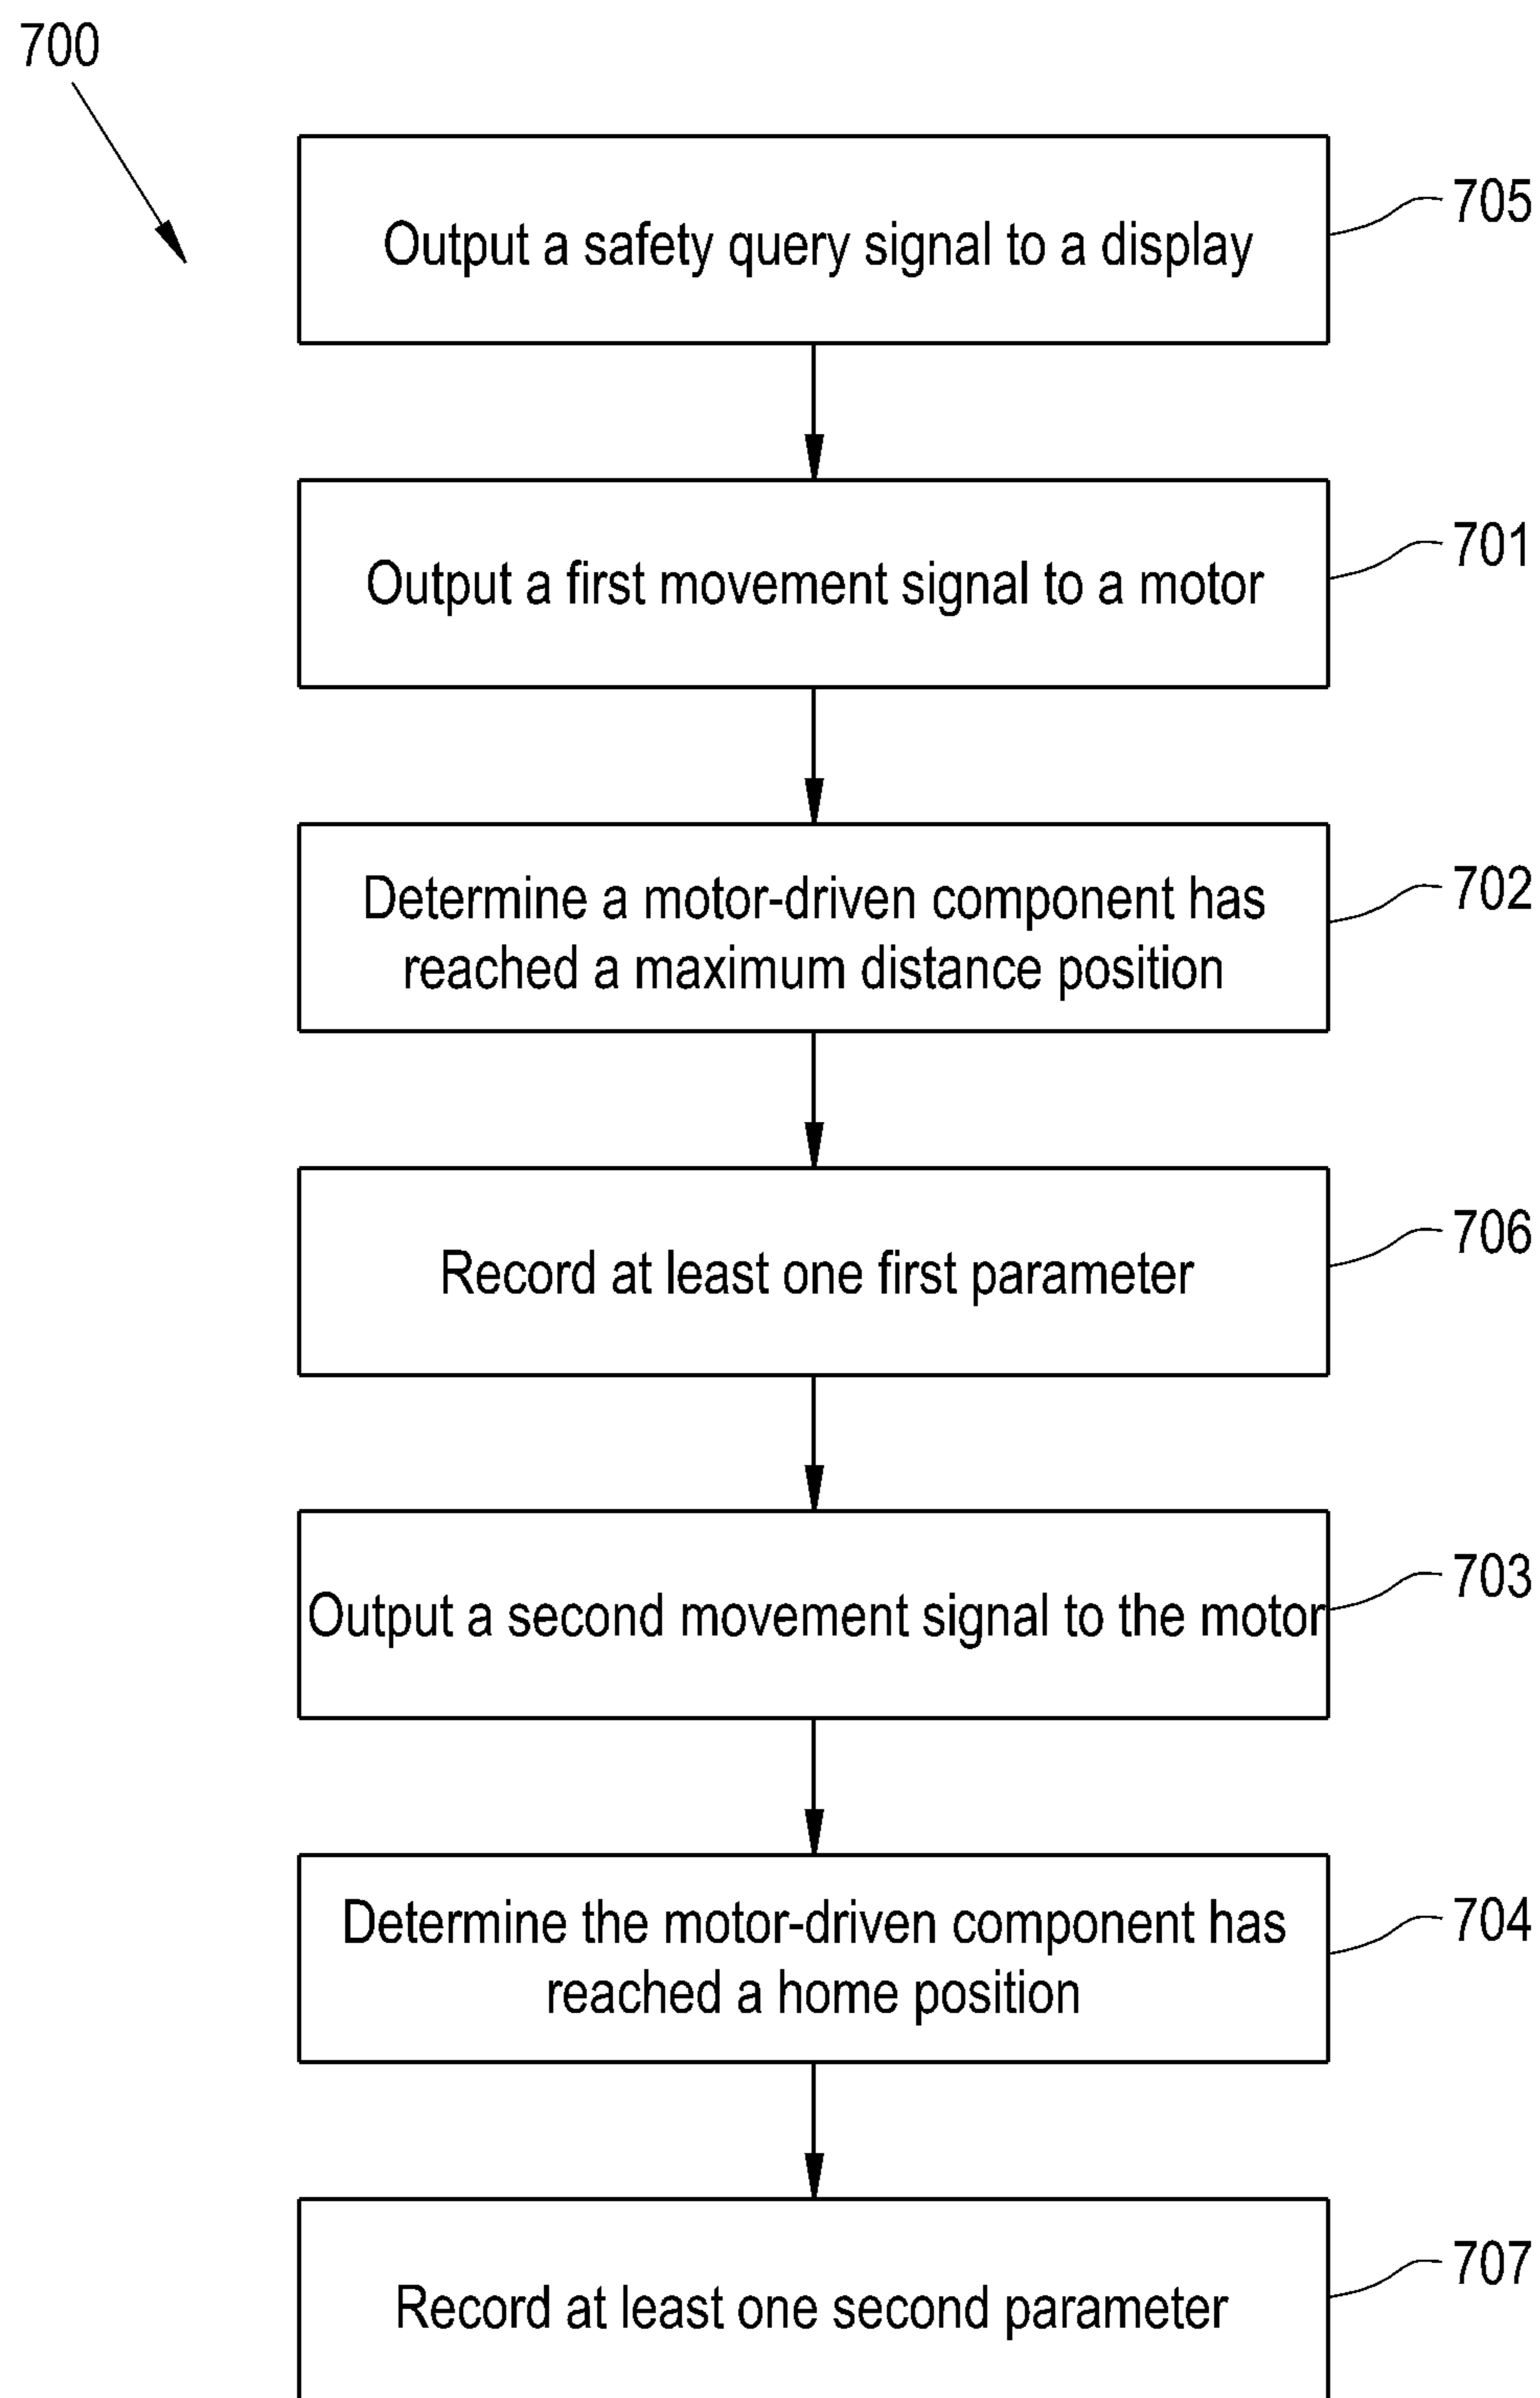 700
Output a safety query signal to a display
705
Output a first movement signal to a motor
701
Determine a motor-driven component has
reached a maximum distance position
702
Record at least one first parameter
706
Output a second movement signal to the motor
703
Determine the motor-driven component has
reached a home position
704
Record at least one second parameter
707